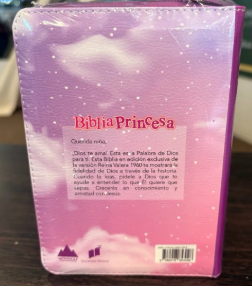 Biblia Princesa
Querida niña,
¡Dios te ama! Esta es la Palabra de Dios
para ti. Esta Biblia en edición exclusiva de
la versión Reina Valera 1960 te mostrará la
fidelidad de Dios a través de la historia.
Cuando la leas, pídele a Dios que te
ayude a entender lo que Él quiere que
sepas. Crecerás en conocimiento y
amistad con Jesús.